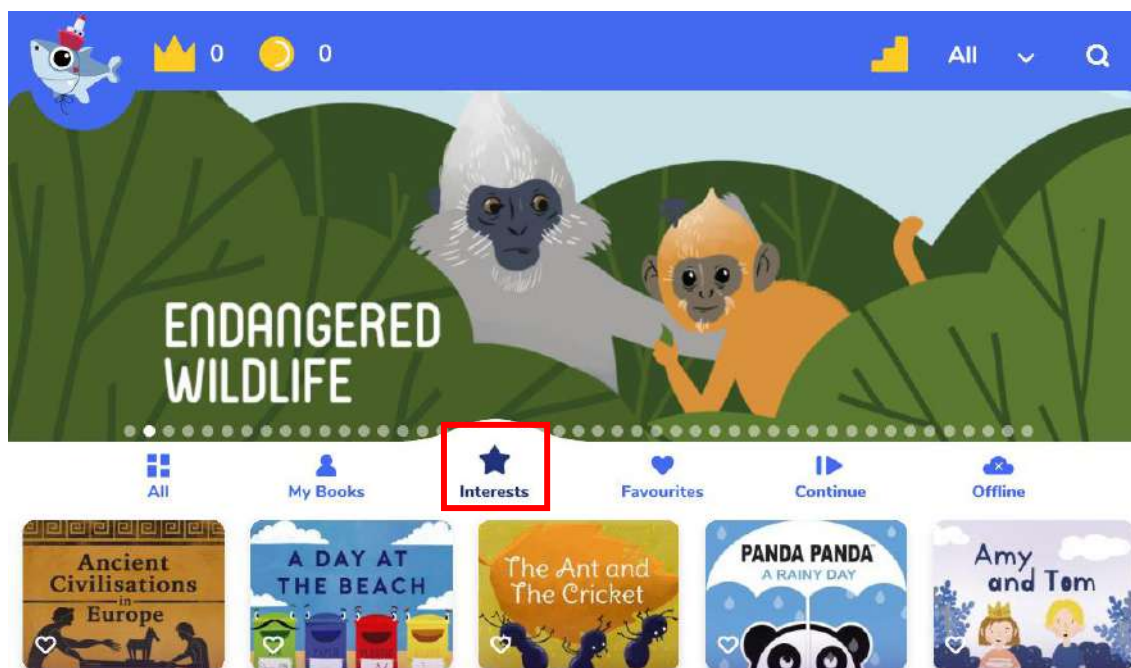 0 0 All
ENDANGERED
WILDLIFE
All My Books Interests Favourites Continue Offline
Ancient
Civilisations
in
Europe
A DAY AT
THE BEACH
The Ant and
The Cricket
PANDA PANDA
A RAINY DAY
Amy
and Tom